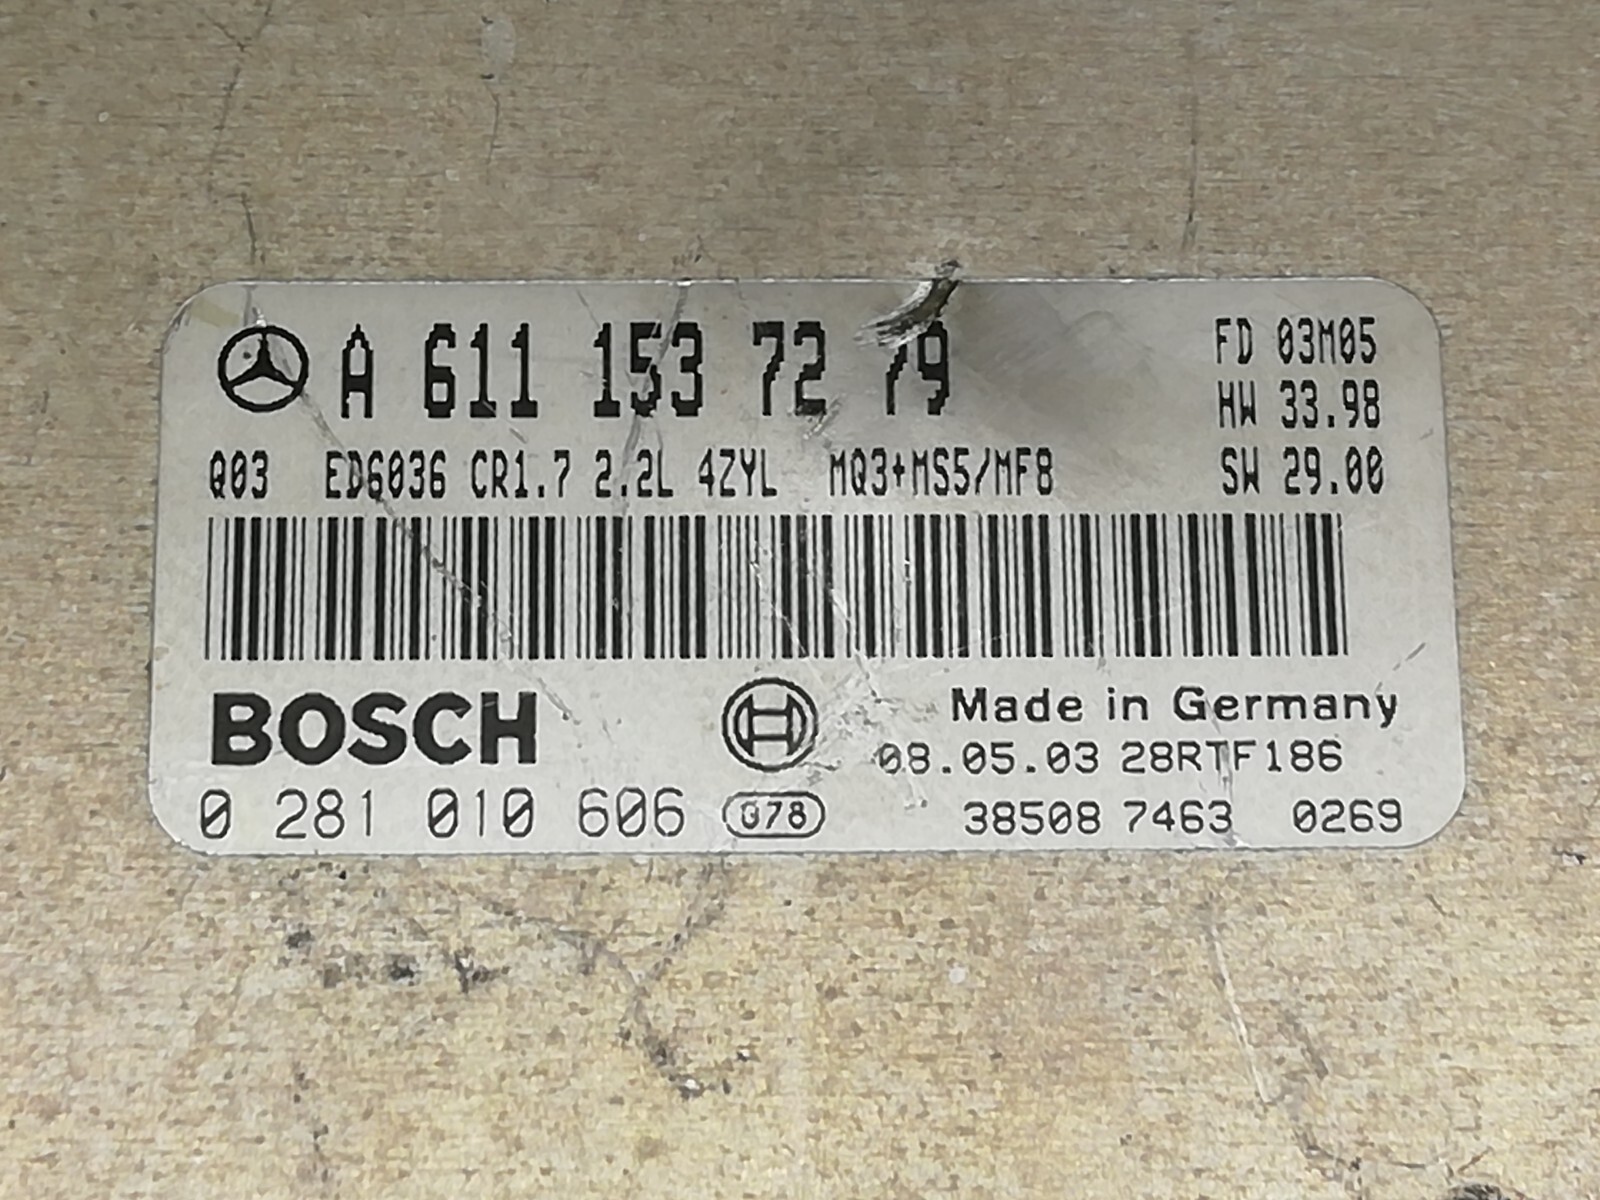 A 611 153 72 79
FD 03M05
HW 33.98
Q03 ED6036 CR1.7 2.2L 4ZYL MQ3+MS5/MF8
SW 29.00
BOSCH
Made in Germany
08.05.03 28RTF186
0 281 010 606 078
38508 7463 0269